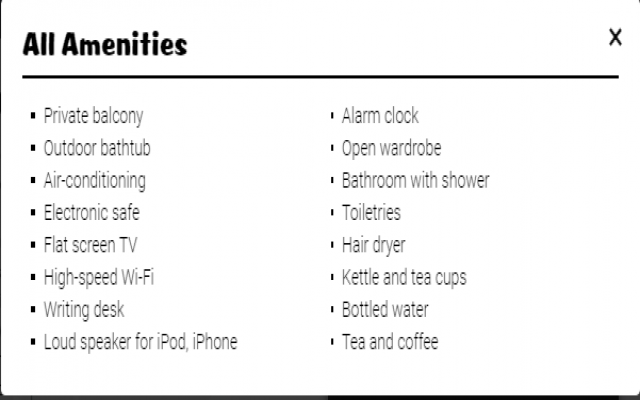 All Amenities
X
Private balcony
Outdoor bathtub
Air-conditioning
Electronic safe
Flat screen TV
High-speed Wi-Fi
Writing desk
Loud speaker for iPod, iPhone
Alarm clock
Open wardrobe
Bathroom with shower
Toiletries
Hair dryer
Kettle and tea cups
Bottled water
Tea and coffee